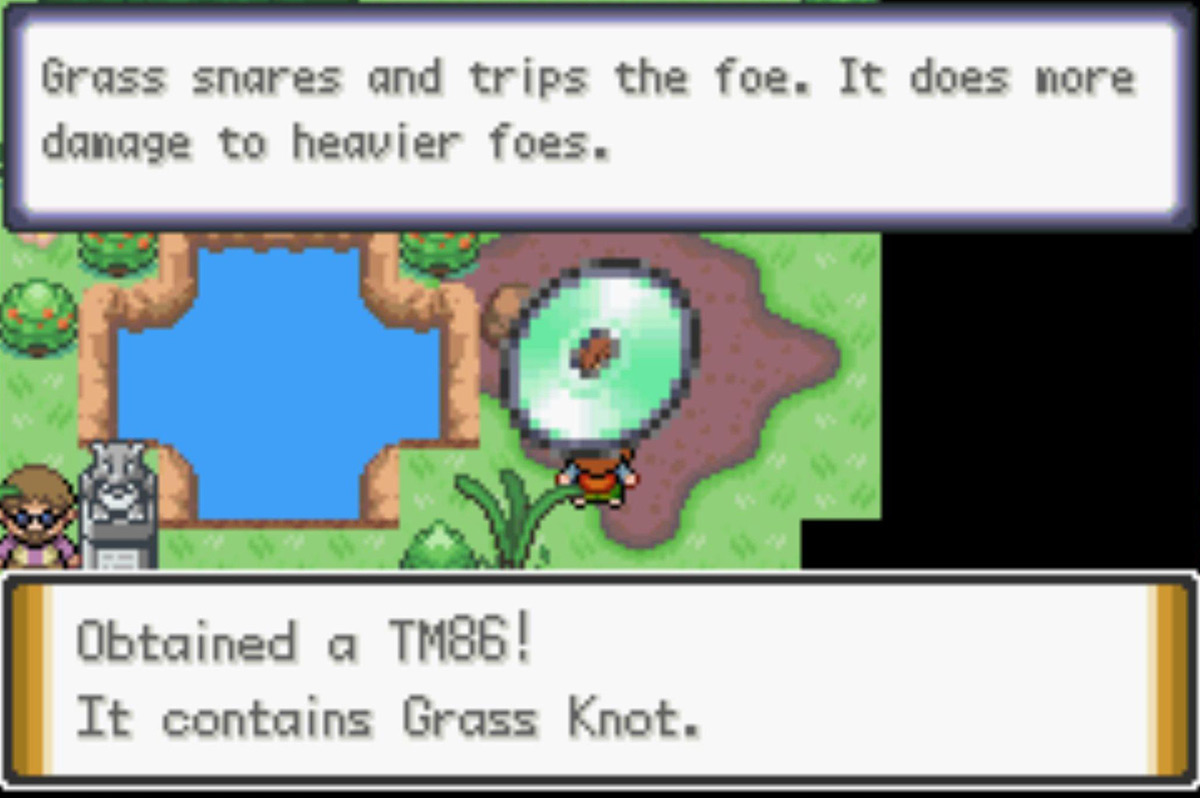 Grass snares and trips the foe. It does more
damage to heavier foes.
Obtained a TM86!
It contains Grass Knot.